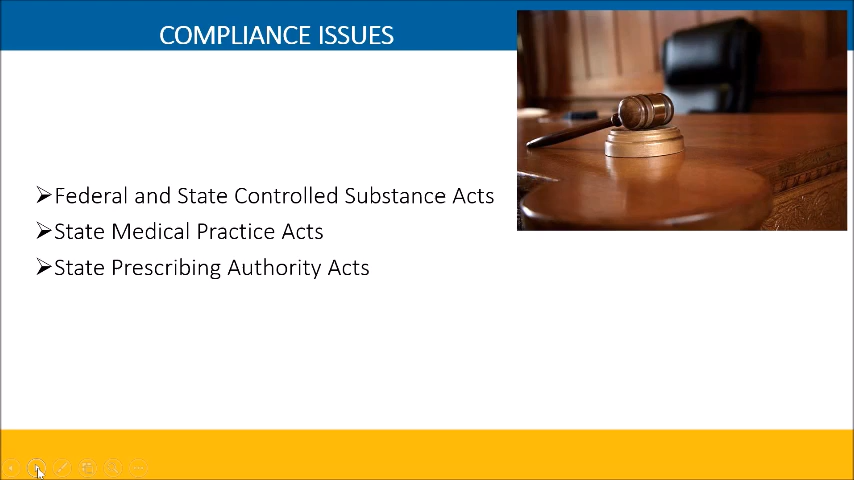 COMPLIANCE ISSUES
➢Federal and State Controlled Substance Acts
➢State Medical Practice Acts
➢State Prescribing Authority Acts